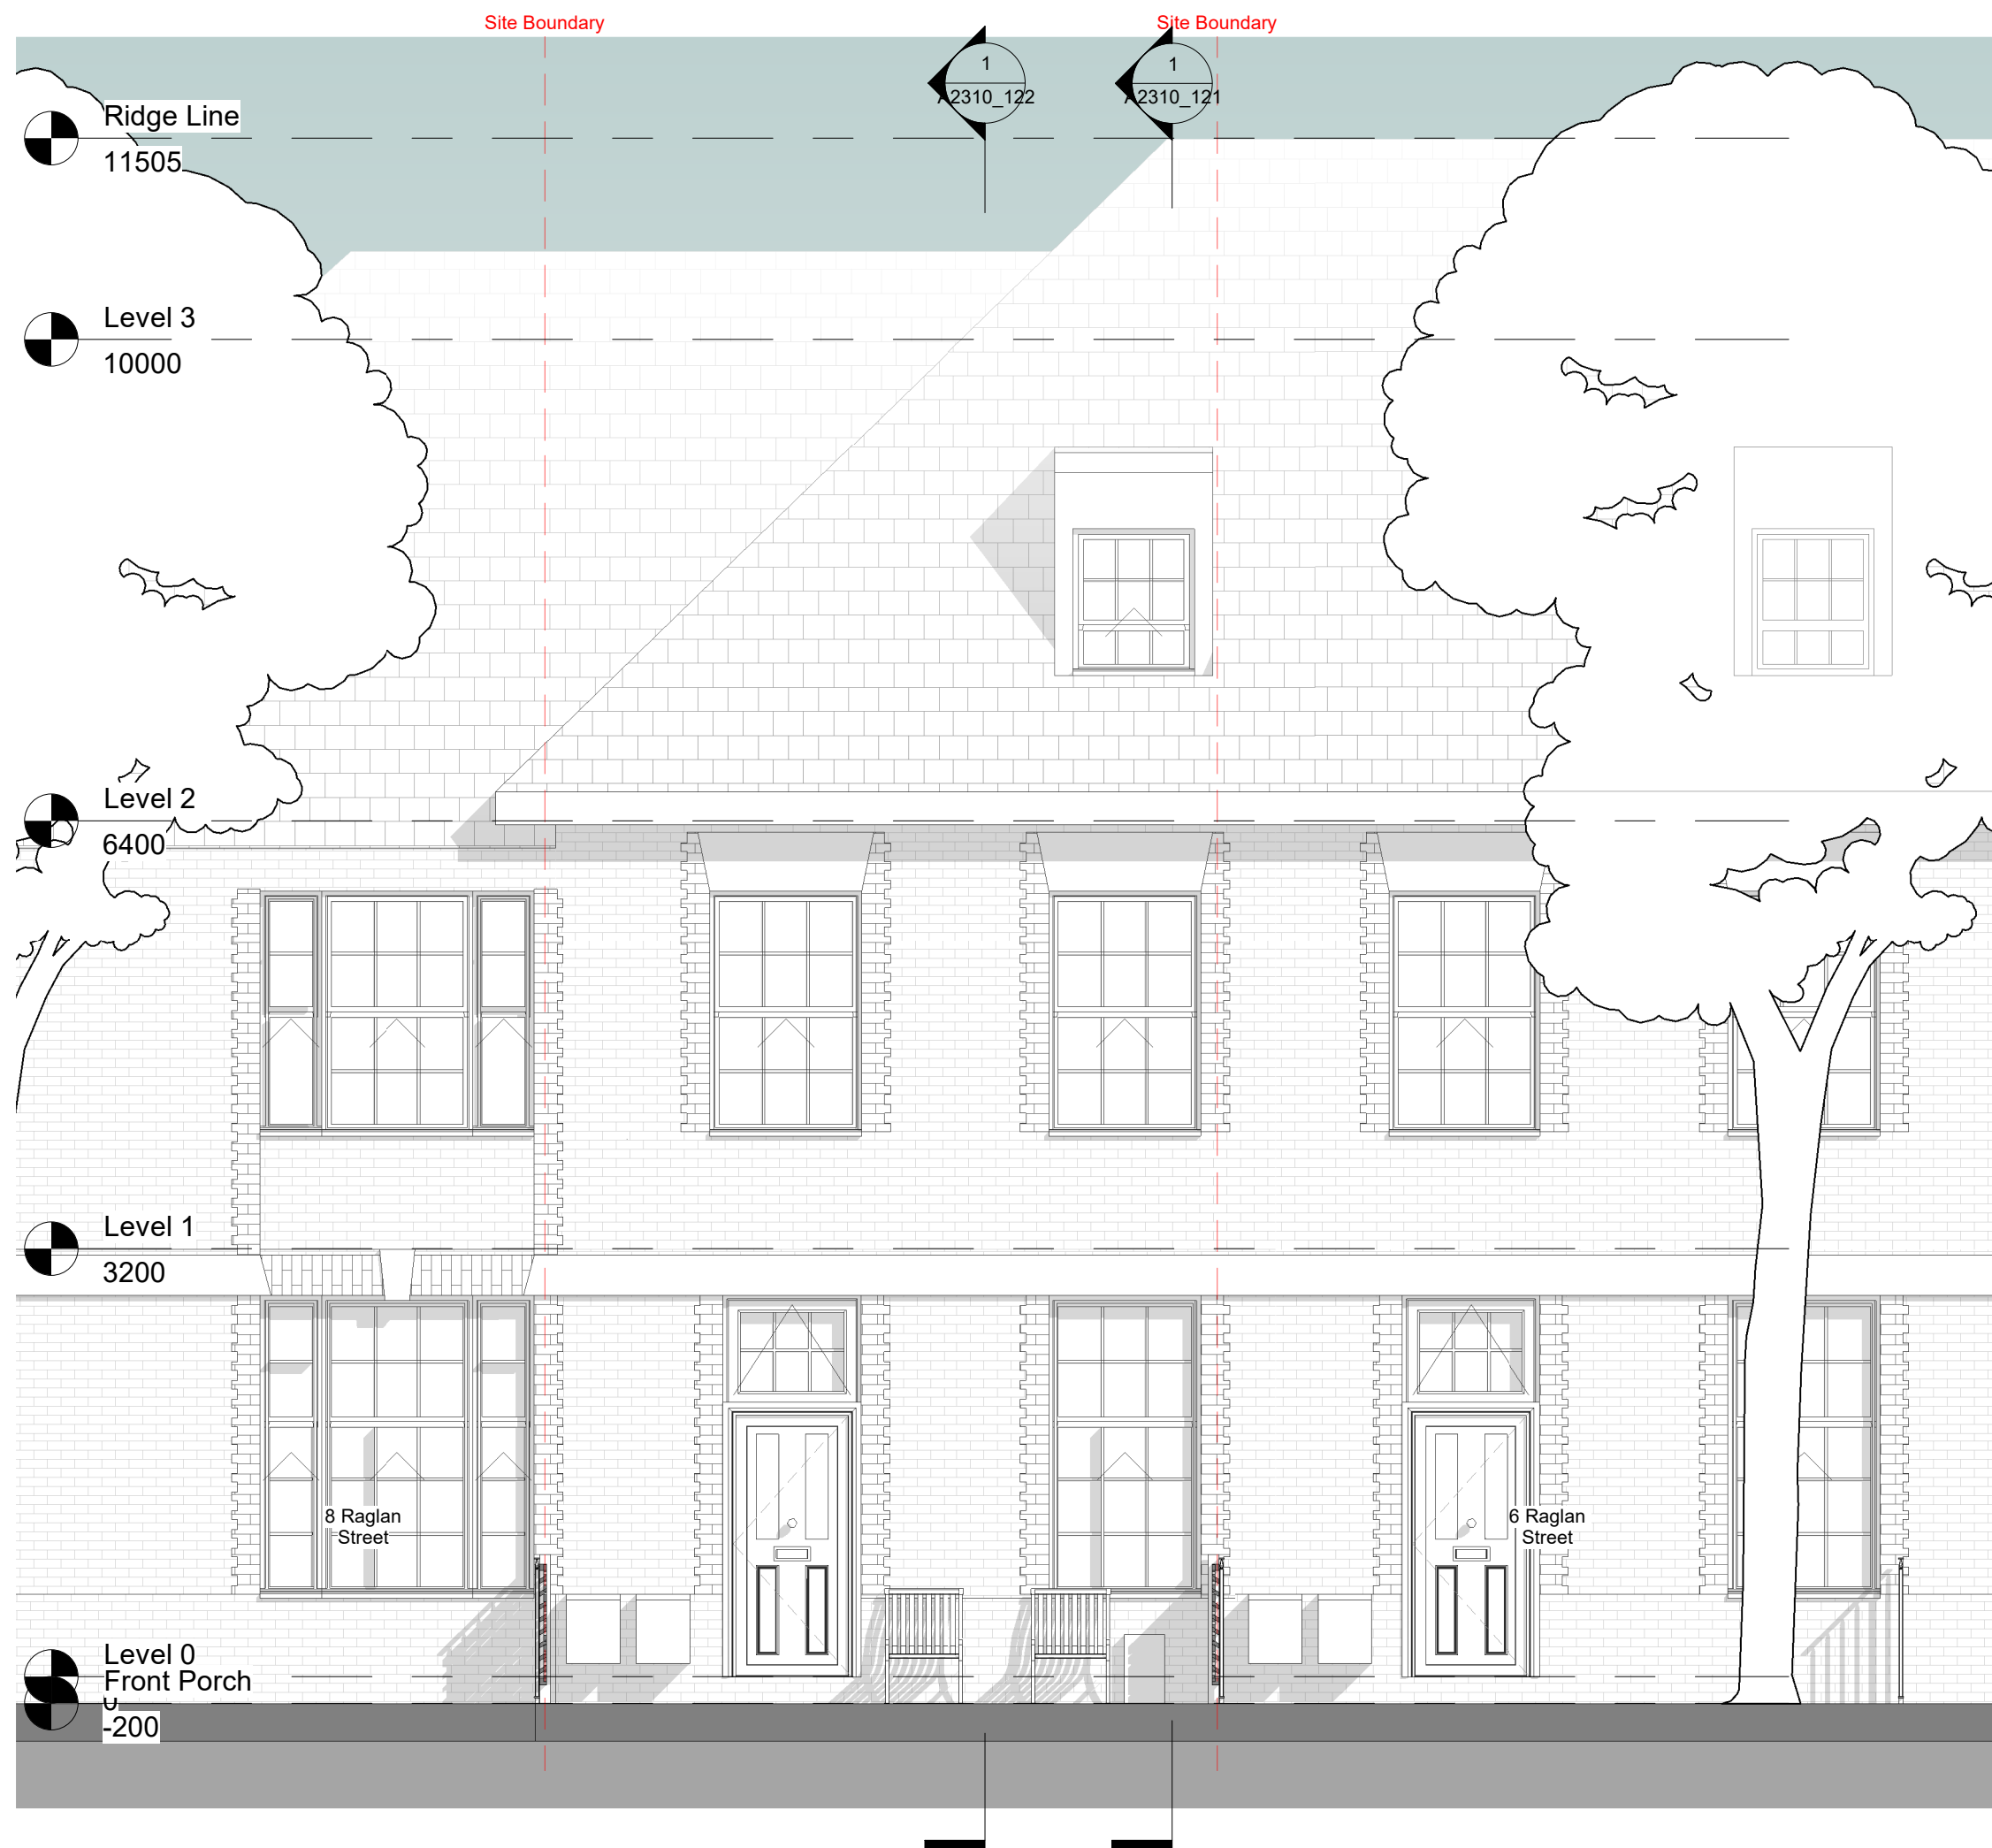 Site Boundary
Site Boundary
1
A2310_122
1
A2310_121
Ridge Line
11505
Level 3
10000
Level 2
6400
Level 1
3200
8 Raglan
Street
6 Raglan
Street
Level 0
Front Porch
0
-200